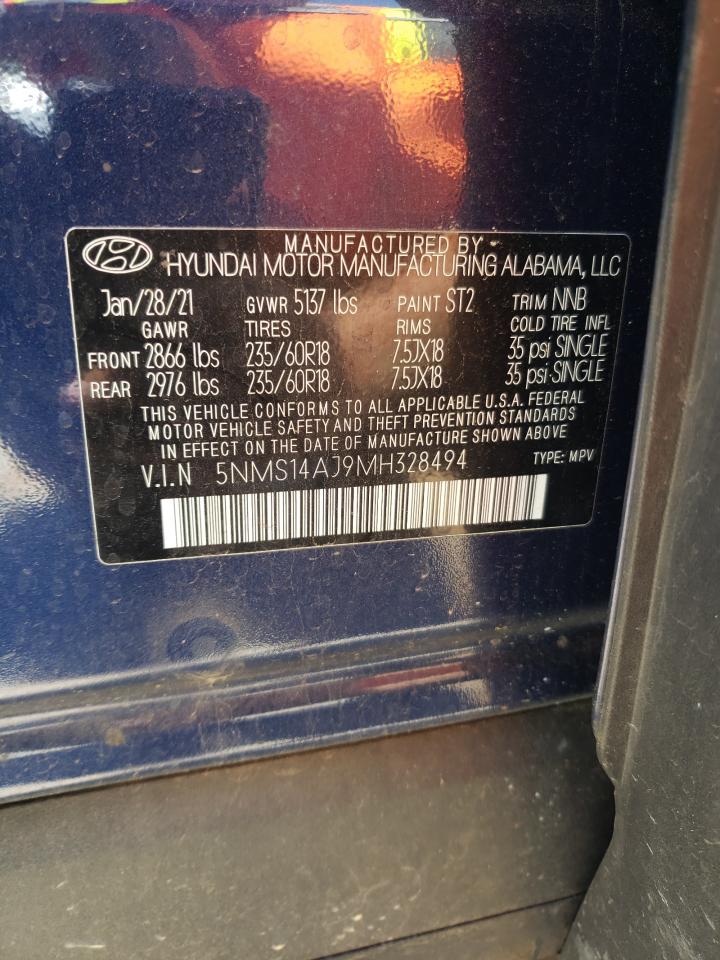 MANUFACTURED BY
HYUNDAI MOTOR MANUFACTURING ALABAMA, LLC
Jan/28/21 GVWR 5137 lbs PAINT ST2 TRIM NNB
GAWR TIRES RIMS COLD TIRE INFL
FRONT 2866 lbs 235/60R18 7.5JX18 35 psi SINGLE
REAR 2976 lbs 235/60R18 7.5JX18 35 psi SINGLE
THIS VEHICLE CONFORMS TO ALL APPLICABLE U.S.A. FEDERAL
MOTOR VEHICLE SAFETY AND THEFT PREVENTION STANDARDS
IN EFFECT ON THE DATE OF MANUFACTURE SHOWN ABOVE
V.I.N 5NMS14AJ9MH328494 TYPE: MPV